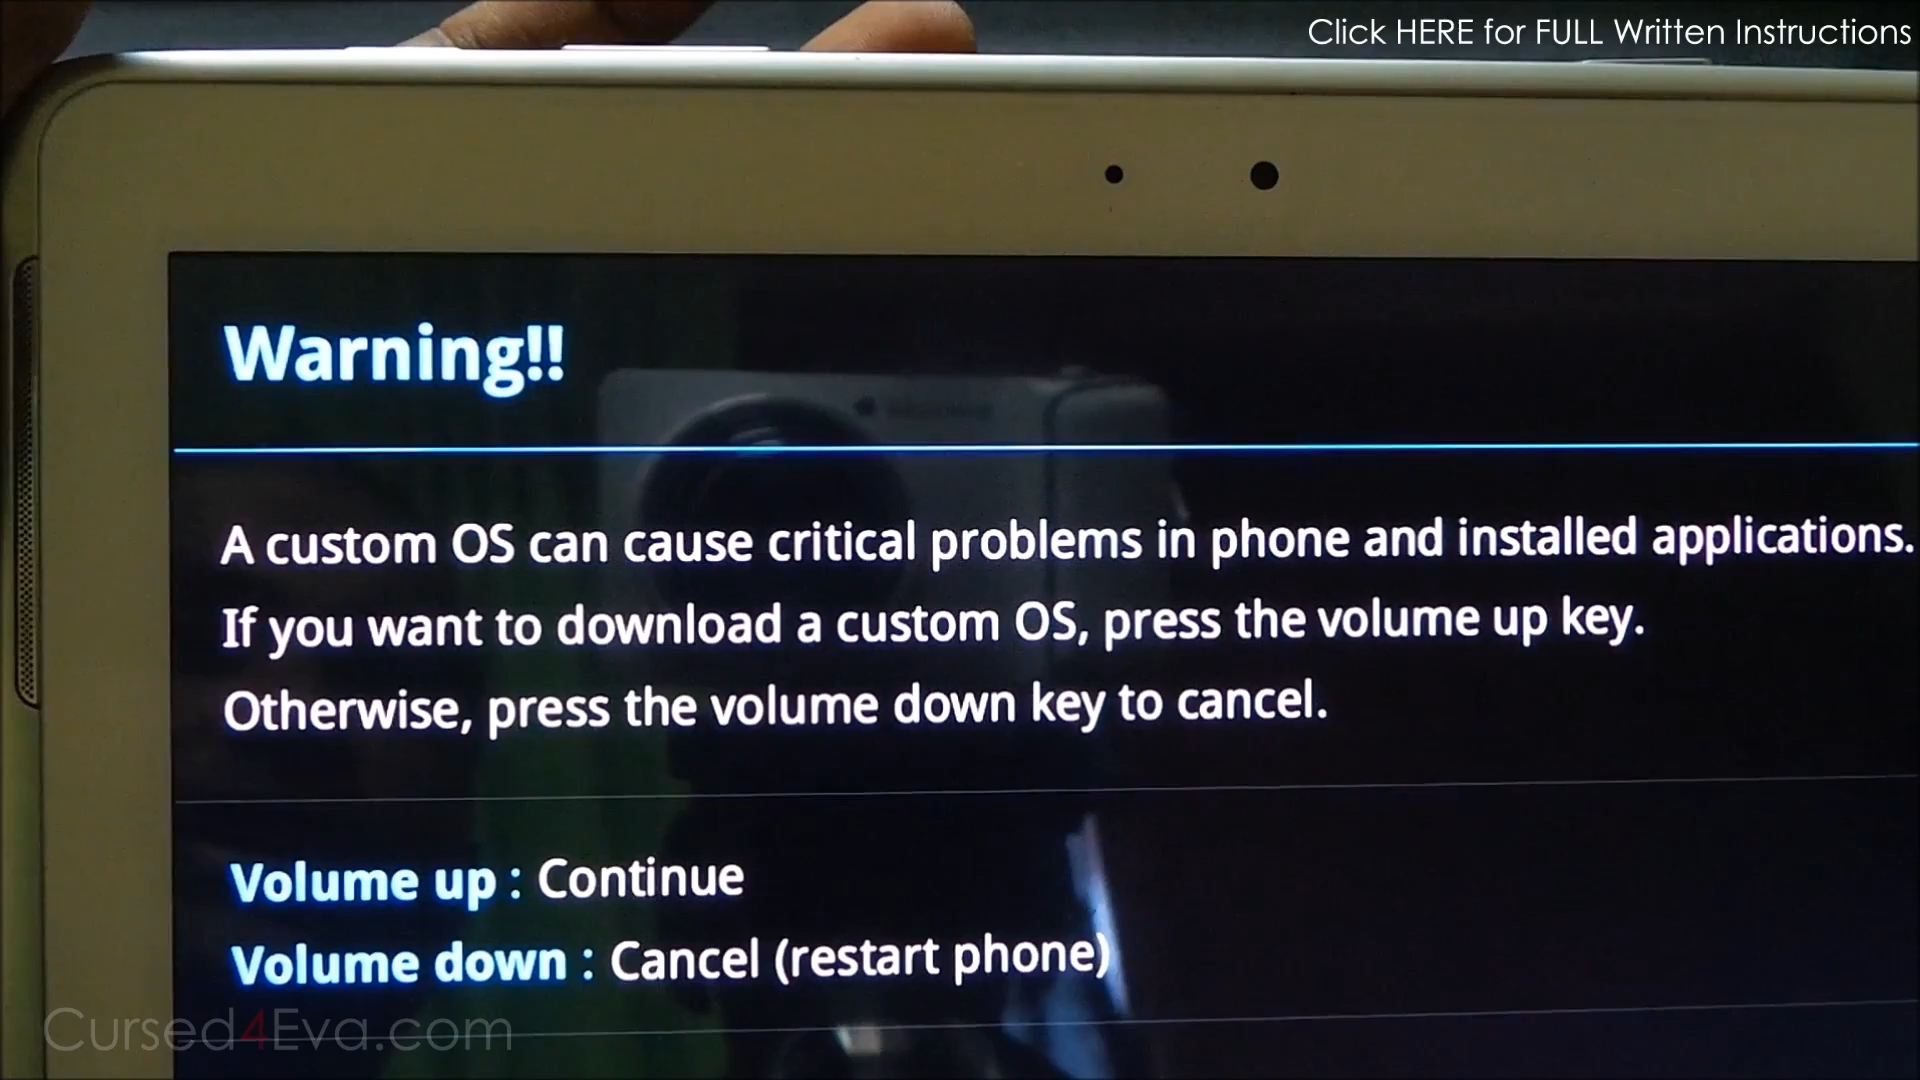 Click HERE for FULL Written Instructions
Warning!!
A custom OS can cause critical problems in phone and installed applications.
If you want to download a custom OS, press the volume up key.
Otherwise, press the volume down key to cancel.
Volume up : Continue
Volume down : Cancel (restart phone)
Cursed4Eva.com